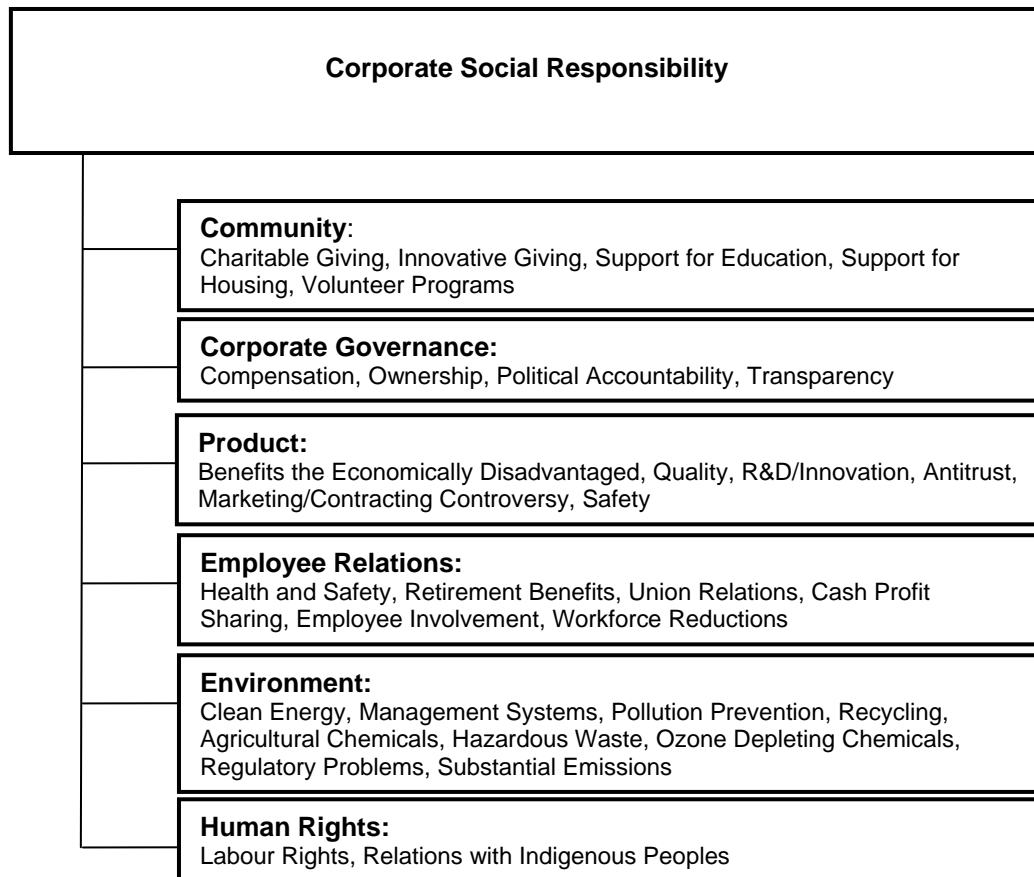 Corporate Social Responsibility
Community:
Charitable Giving, Innovative Giving, Support for Education, Support for
Housing, Volunteer Programs
Corporate Governance:
Compensation, Ownership, Political Accountability, Transparency
Product:
Benefits the Economically Disadvantaged, Quality, R&D/Innovation, Antitrust,
Marketing/Contracting Controversy, Safety
Employee Relations:
Health and Safety, Retirement Benefits, Union Relations, Cash Profit
Sharing, Employee Involvement, Workforce Reductions
Environment:
Clean Energy, Management Systems, Pollution Prevention, Recycling,
Agricultural Chemicals, Hazardous Waste, Ozone Depleting Chemicals,
Regulatory Problems, Substantial Emissions
Human Rights:
Labour Rights, Relations with Indigenous Peoples